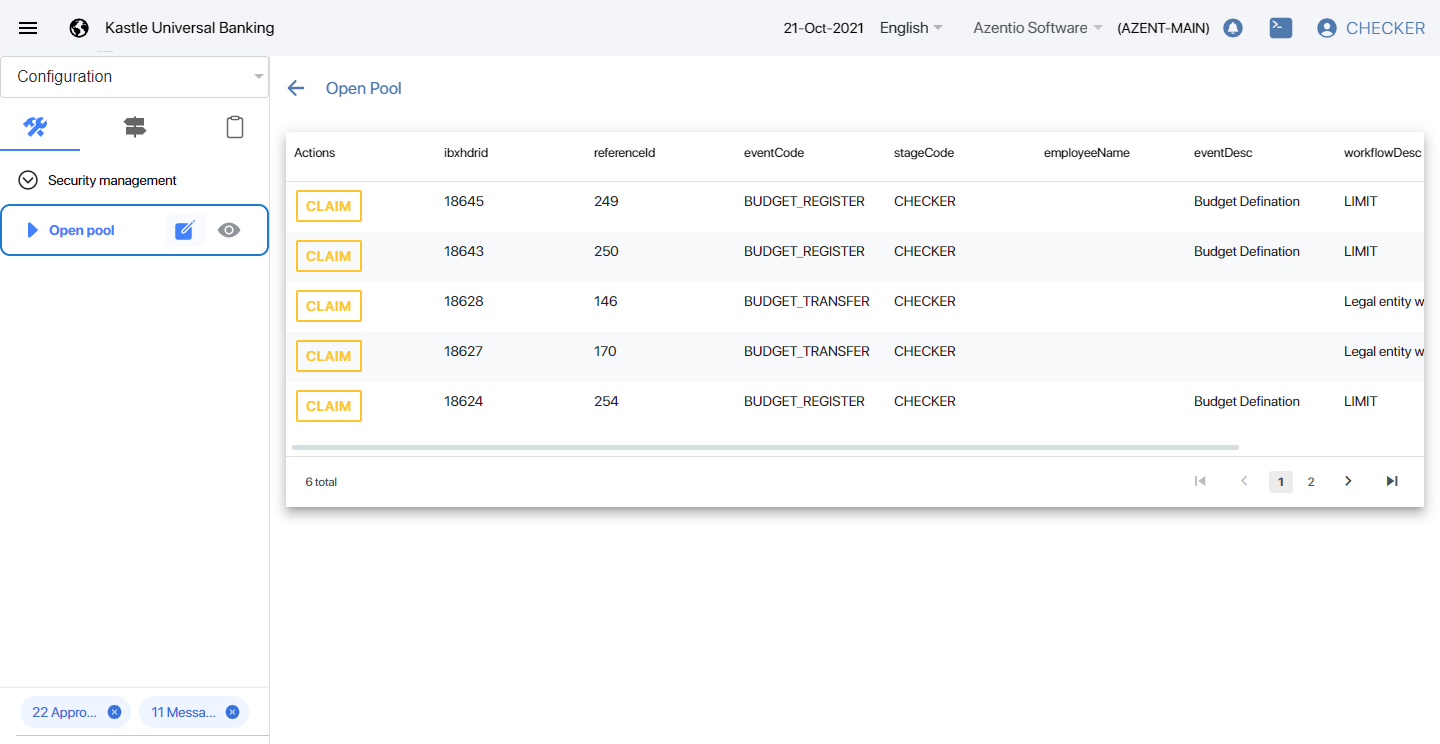 Kastle Universal Banking 21-Oct-2021 English Azentio Software (AZENT-MAIN) CHECKER
Configuration
Security management
Open pool
22 Appro... 11 Messa...
Open Pool
Actions ibxhdrid referenceId eventCode stageCode employeeName eventDesc workflowDesc
CLAIM 18645 249 BUDGET_REGISTER CHECKER Budget Defination LIMIT
CLAIM 18643 250 BUDGET_REGISTER CHECKER Budget Defination LIMIT
CLAIM 18628 146 BUDGET_TRANSFER CHECKER Legal entity w
CLAIM 18627 170 BUDGET_TRANSFER CHECKER Legal entity w
CLAIM 18624 254 BUDGET_REGISTER CHECKER Budget Defination LIMIT
6 total 1 2